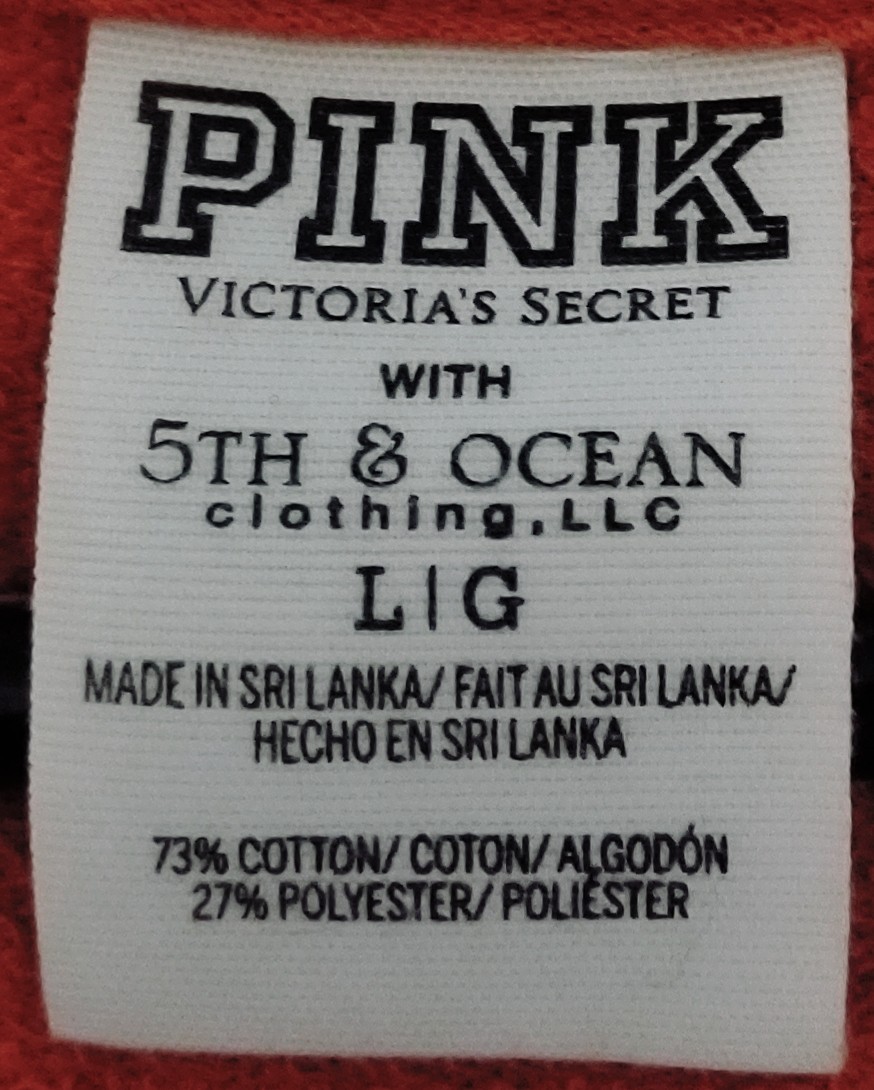 PINK
VICTORIA'S SECRET
WITH
5TH & OCEAN
clothing, LLC
L|G
MADE IN SRI LANKA/ FAIT AU SRI LANKA/
HECHO EN SRI LANKA
73% COTTON/ COTON/ ALGODÓN
27% POLYESTER/ POLIÉSTER